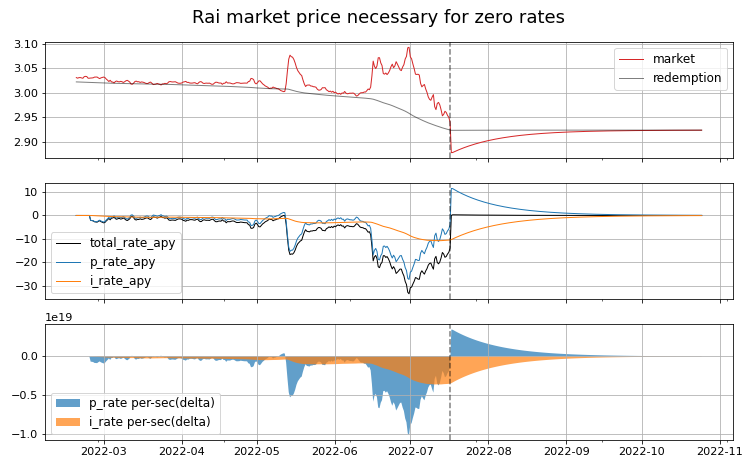 Rai market price necessary for zero rates
3.10
3.05
3.00
2.95
2.90
market
redemption
10
0
−10
−20
−30
total_rate_apy
p_rate_apy
i_rate_apy
1e19
0.0
−0.5
−1.0
p_rate per-sec(delta)
i_rate per-sec(delta)
2022-03 2022-04 2022-05 2022-06 2022-07 2022-08 2022-09 2022-10 2022-11